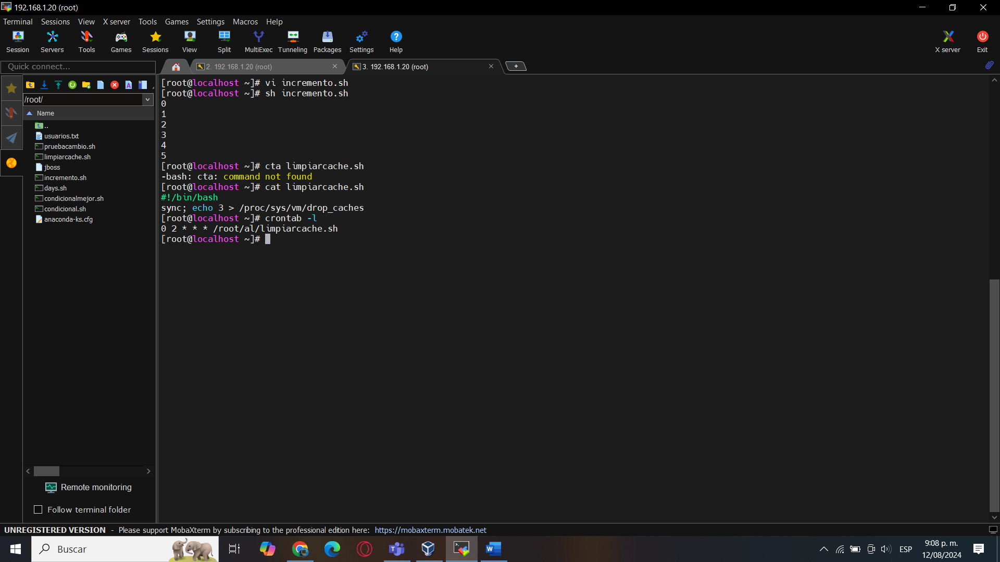 192.168.1.20 (root)
Terminal Sessions View X server Tools Games Settings Macros Help
Session Servers Tools Games Sessions View Split MultiExec Tunneling Packages Settings Help X server Exit
Quick connect...
2. 192.168.1.20 (root)
3. 192.168.1.20 (root)
/root/
Name
..
usuarios.txt
pruebacambio.sh
limpiarcache.sh
jboss
incremento.sh
days.sh
condicionalmejor.sh
condicional.sh
anaconda-ks.cfg
Remote monitoring
Follow terminal folder
[root@localhost ~]# vi incremento.sh
[root@localhost ~]# sh incremento.sh
0
1
2
3
4
5
[root@localhost ~]# cta limpiarcache.sh
-bash: cta: command not found
[root@localhost ~]# cat limpiarcache.sh
#!/bin/bash
sync; echo 3 > /proc/sys/vm/drop_caches
[root@localhost ~]# crontab -l
0 2 * * * /root/al/limpiarcache.sh
[root@localhost ~]#
UNREGISTERED VERSION - Please support MobaXterm by subscribing to the professional edition here: https://mobaxterm.mobatek.net
Buscar
ESP
9:08 p. m.
12/08/2024